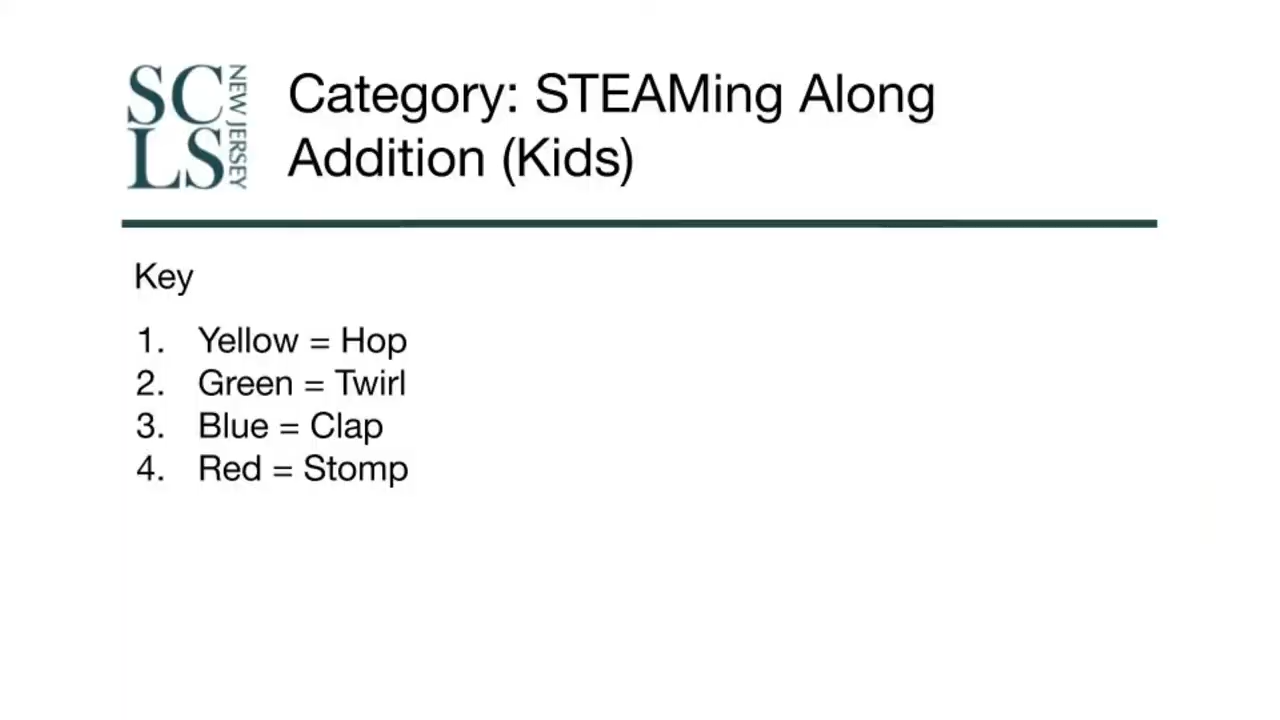 SC
LS
NEW JERSEY
Category: STEAMing Along
Addition (Kids)
Key
1. Yellow = Hop
2. Green = Twirl
3. Blue = Clap
4. Red = Stomp